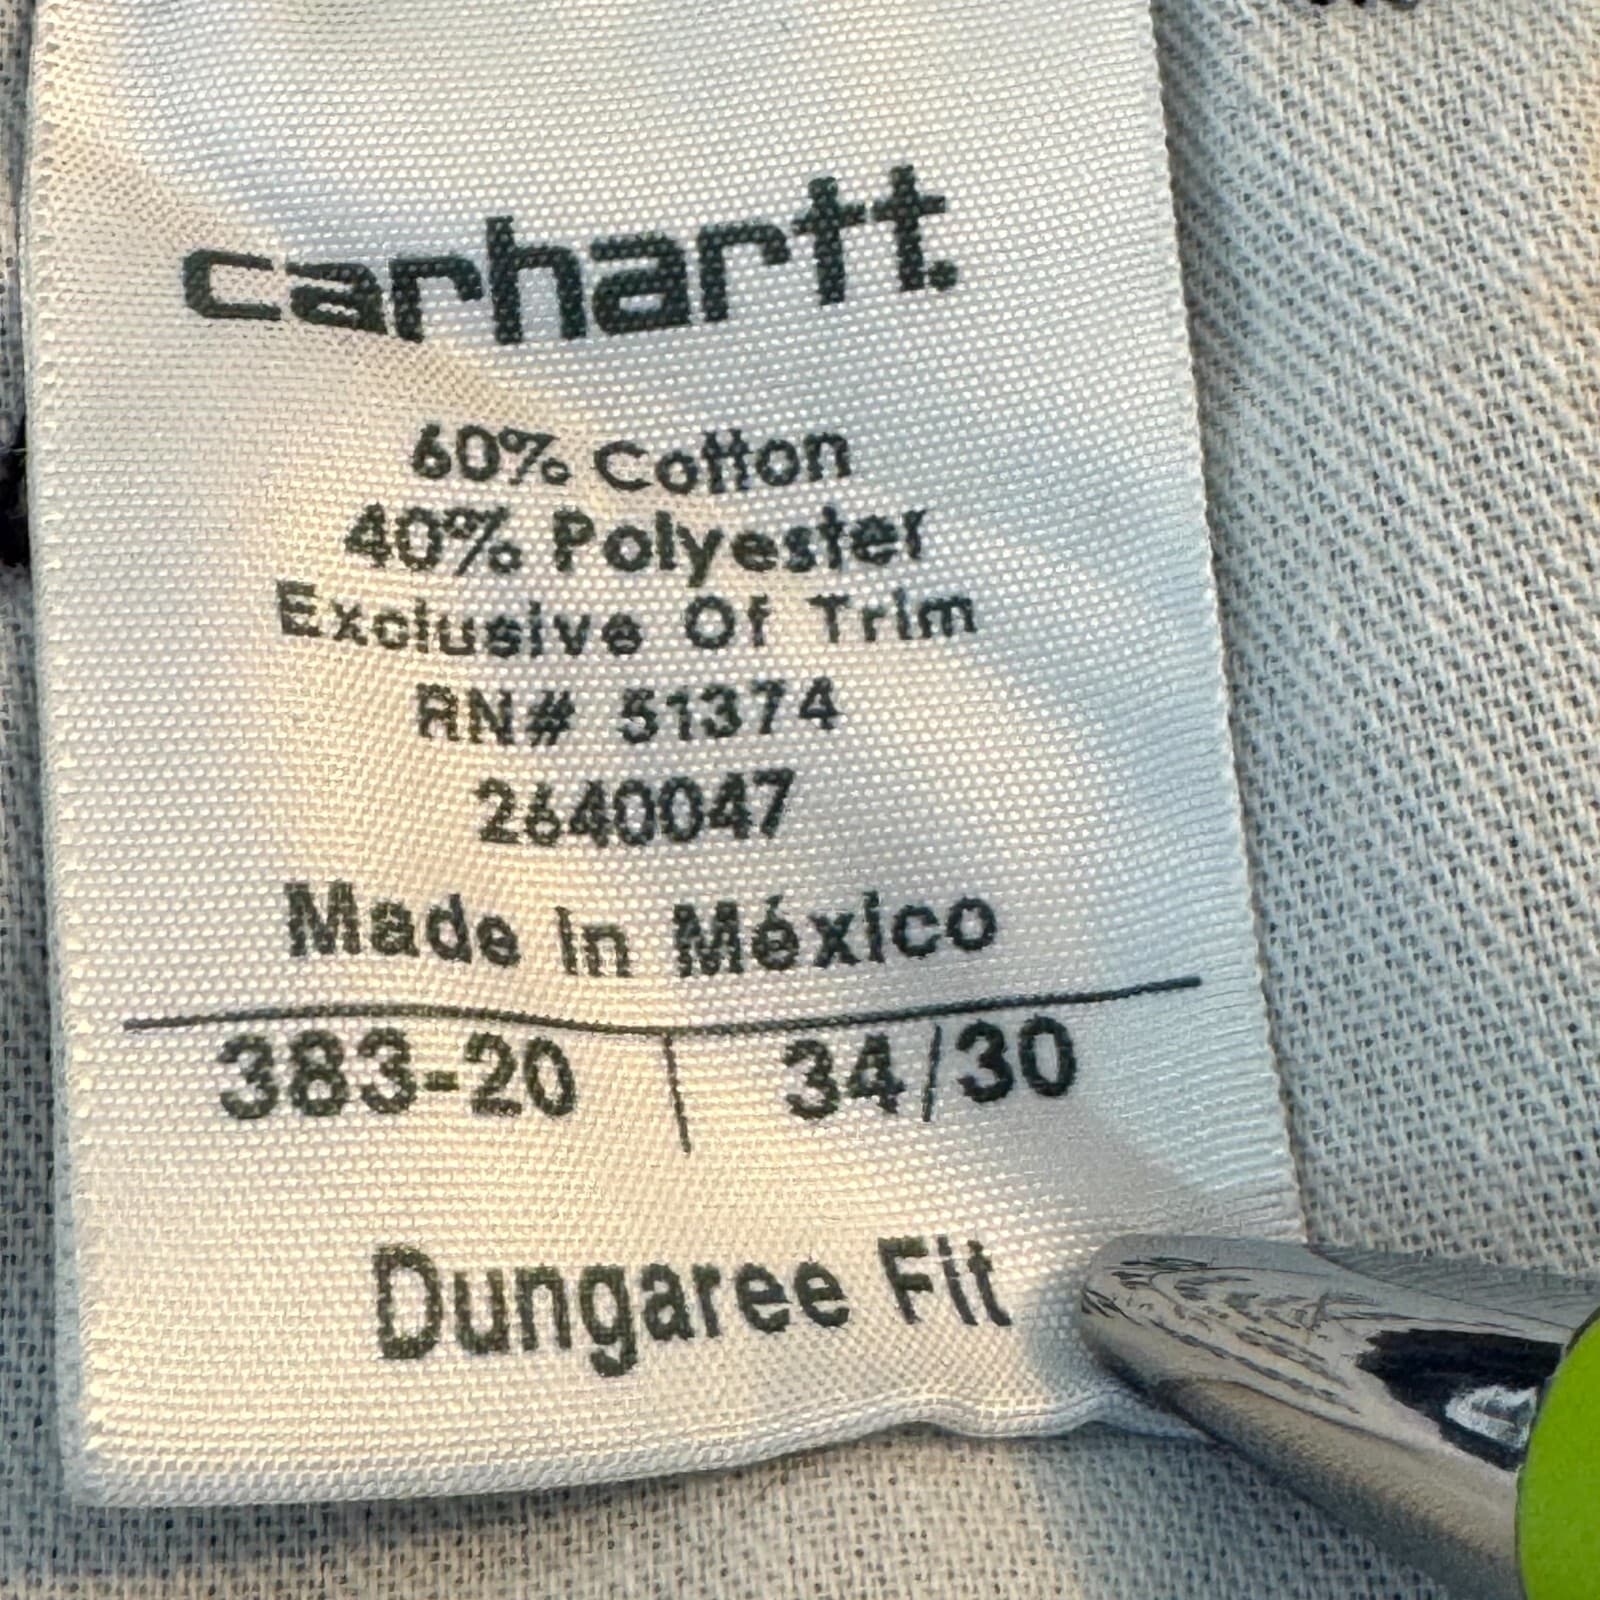 carhartt.
60% Cotton
40% Polyester
Exclusive Of Trim
RN# 51374
2640047
Made in México
383-20 | 34/30
Dungaree Fit